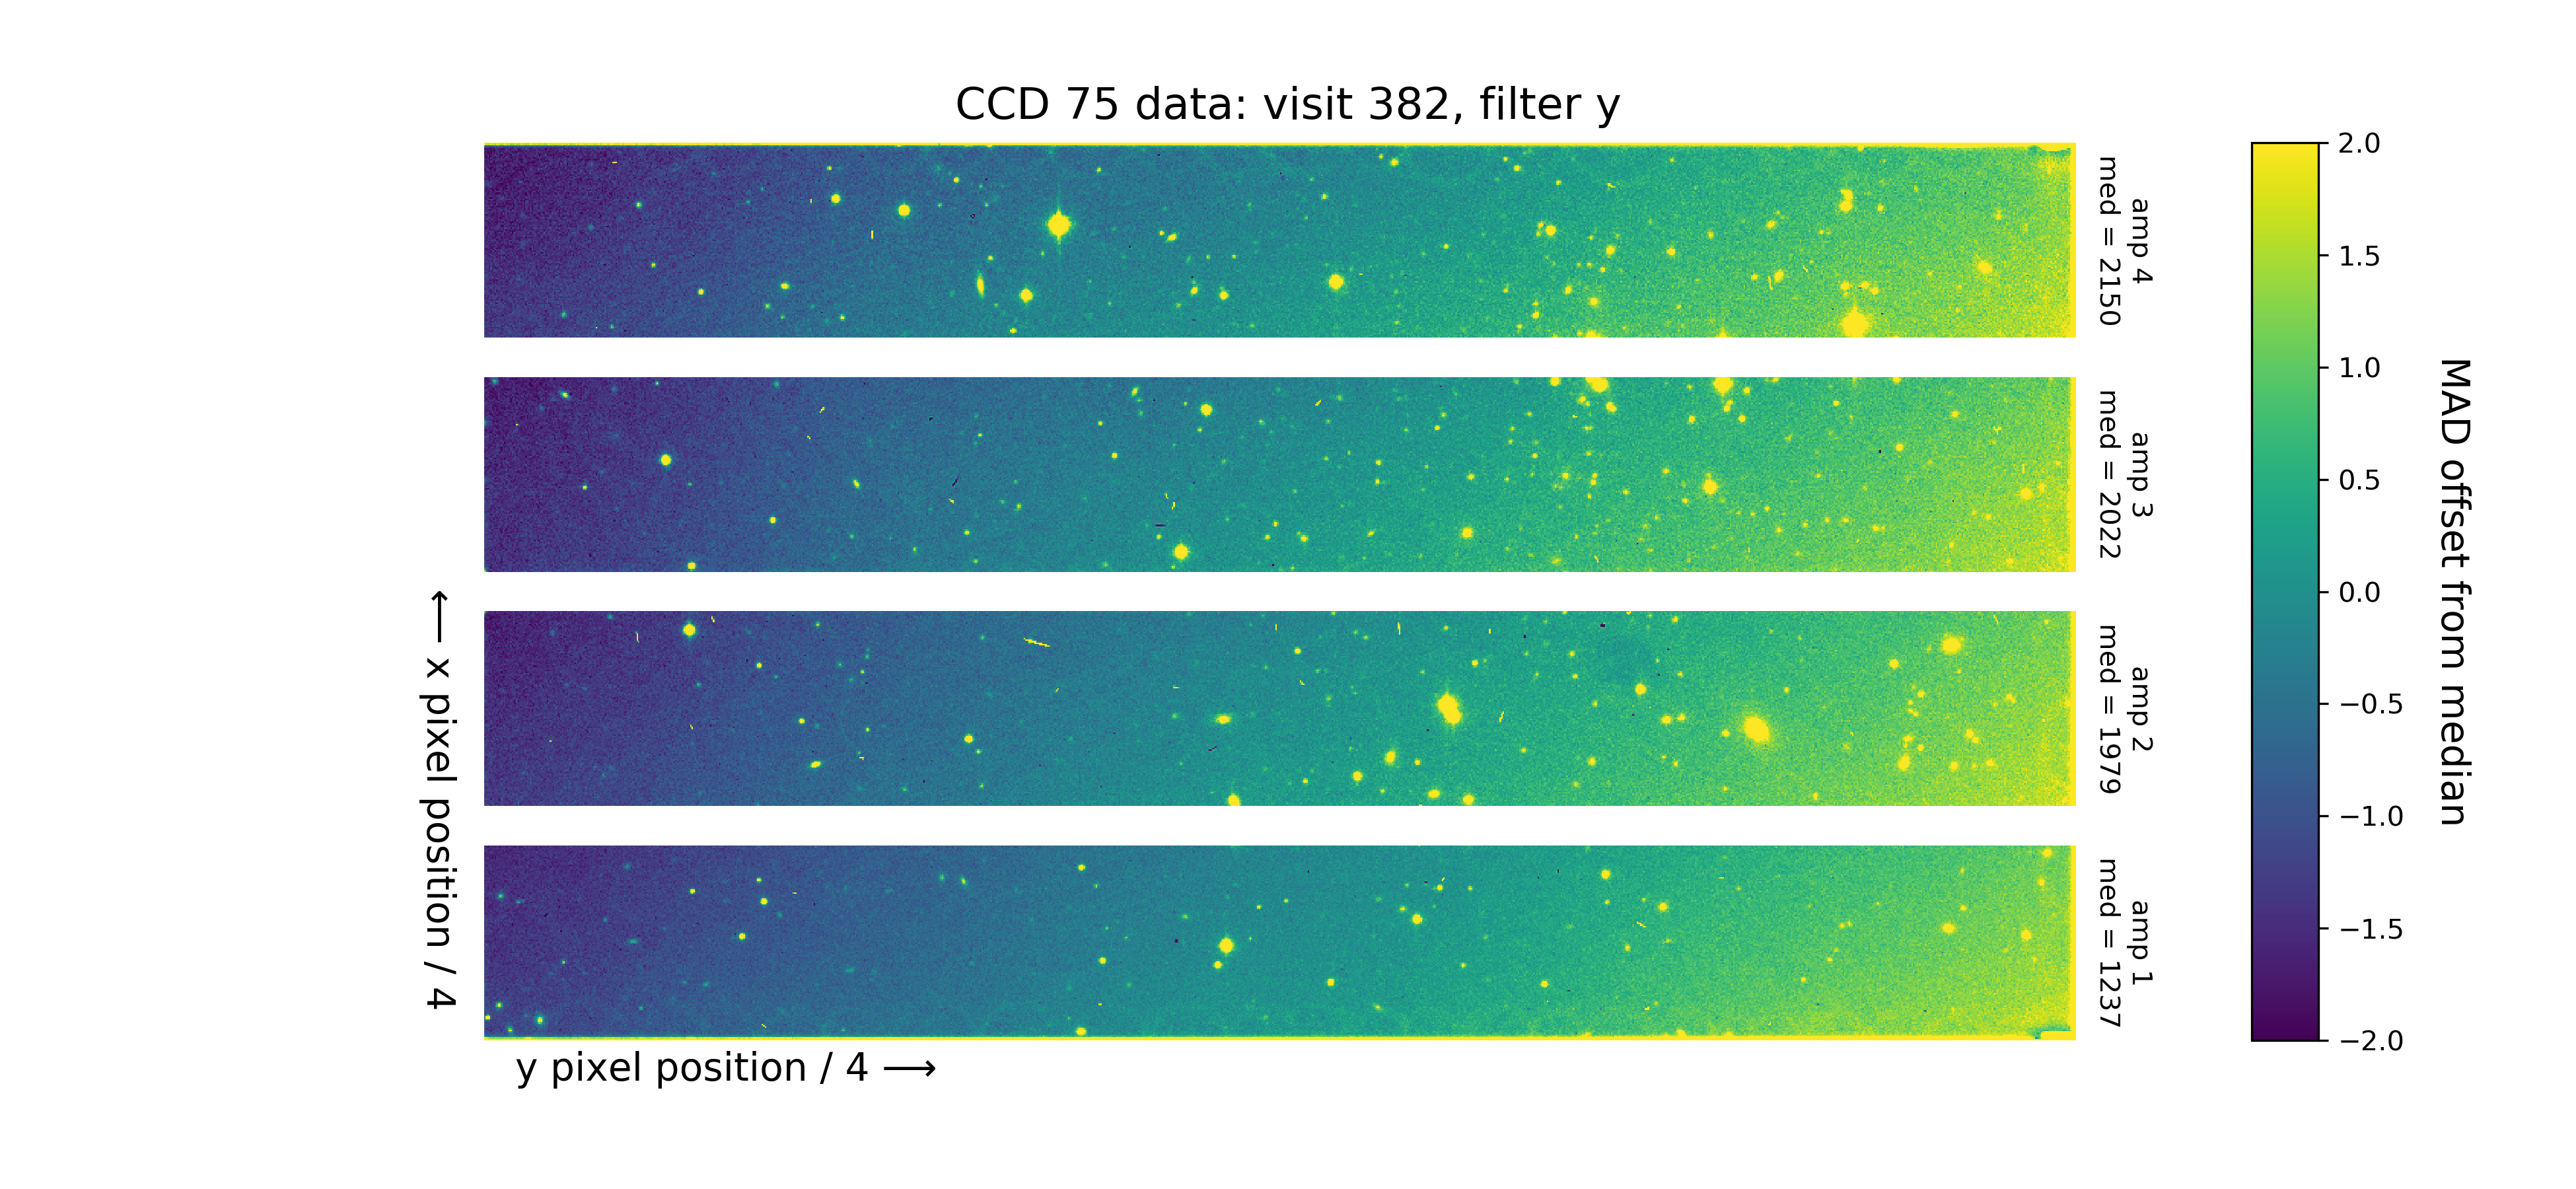 CCD 75 data: visit 382, filter y
amp 4
med = 2150
amp 3
med = 2022
amp 2
med = 1979
amp 1
med = 1237
⟵ x pixel position / 4
y pixel position / 4 ⟶
2.0
1.5
1.0
0.5
0.0
−0.5
−1.0
−1.5
−2.0
MAD offset from median